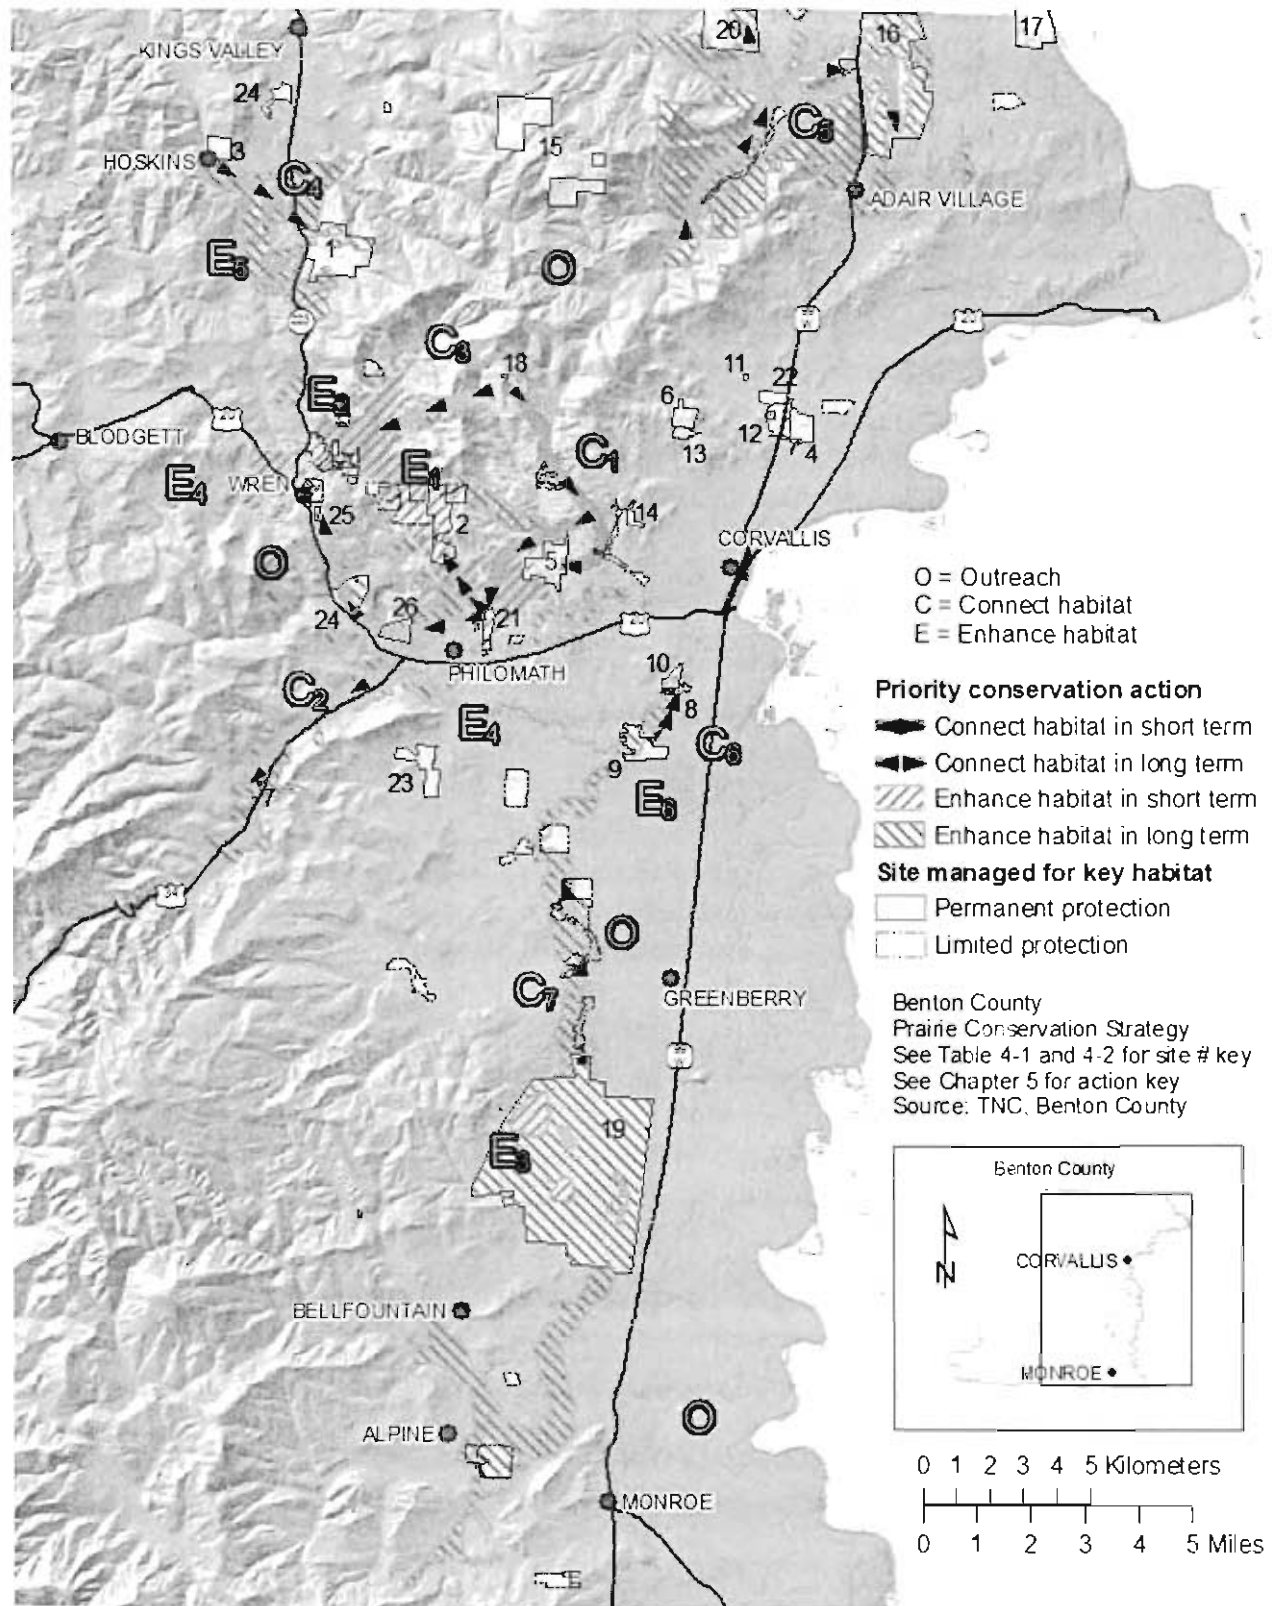 20
16
17
KINGS VALLEY
24
C5
15
3
HOSKINS
C4
ADAIR VILLAGE
1
E5
O
C3
18
11
22
6
BLODGETT
12
13
4
C1
E4
WREN
2
14
25
CORVALLIS
O
5
24
26
21
PHILOMATH
10
C2
8
E4
C6
9
23
7
E6
34
O
C7
GREENBERRY
19
E3
BELLFOUNTAIN
ALPINE
O
MONROE
O = Outreach
C = Connect habitat
E = Enhance habitat
Priority conservation action
Connect habitat in short term
Connect habitat in long term
Enhance habitat in short term
Enhance habitat in long term
Site managed for key habitat
Permanent protection
Limited protection
Benton County
Prairie Conservation Strategy
See Table 4-1 and 4-2 for site # key
See Chapter 5 for action key
Source: TNC, Benton County
Benton County
N
CORVALLIS
MONROE
0 1 2 3 4 5 Kilometers
0 1 2 3 4 5 Miles